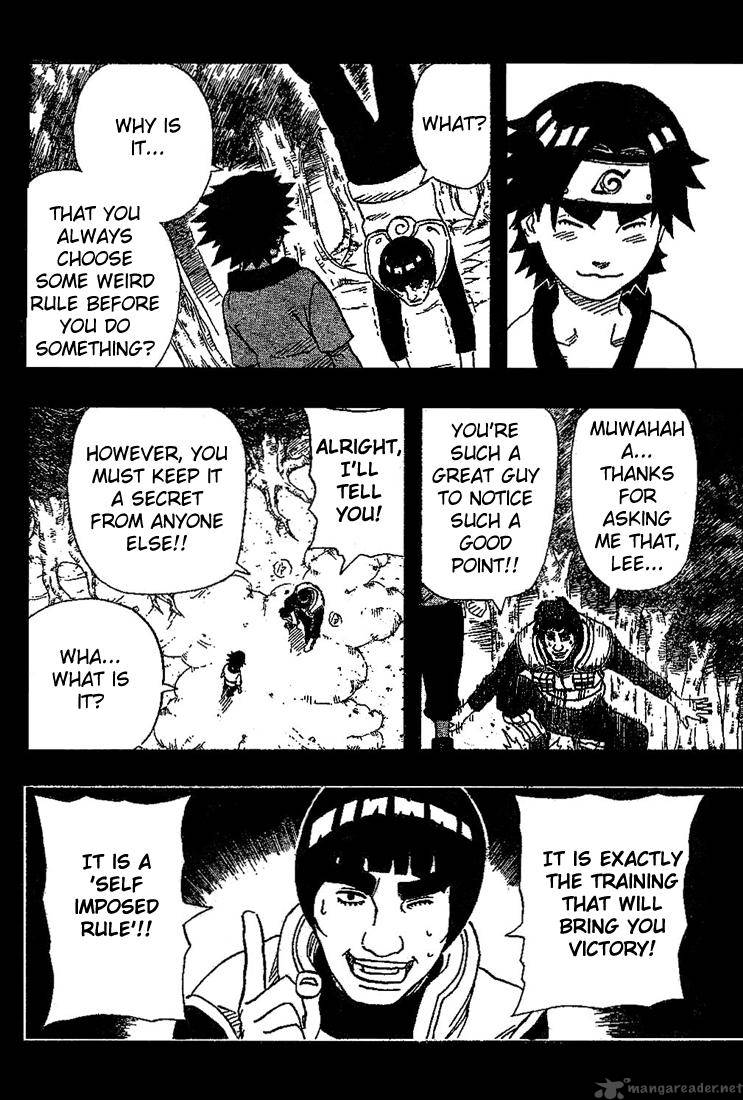 WHAT?
WHY IS
IT...
THAT YOU
ALWAYS
CHOOSE
SOME WEIRD
RULE BEFORE
YOU DO
SOMETHING?
MUWAHAH
A...
THANKS
FOR
ASKING
ME THAT,
LEE...
YOU'RE
SUCH A
GREAT GUY
TO NOTICE
SUCH A
GOOD
POINT!!
ALRIGHT,
I'LL
TELL
YOU!
HOWEVER, YOU
MUST KEEP IT
A SECRET
FROM ANYONE
ELSE!!
WHA...
WHAT IS
IT?
IT IS EXACTLY
THE TRAINING
THAT WILL
BRING YOU
VICTORY!
IT IS A
'SELF
IMPOSED
RULE'!!
mangareader.net